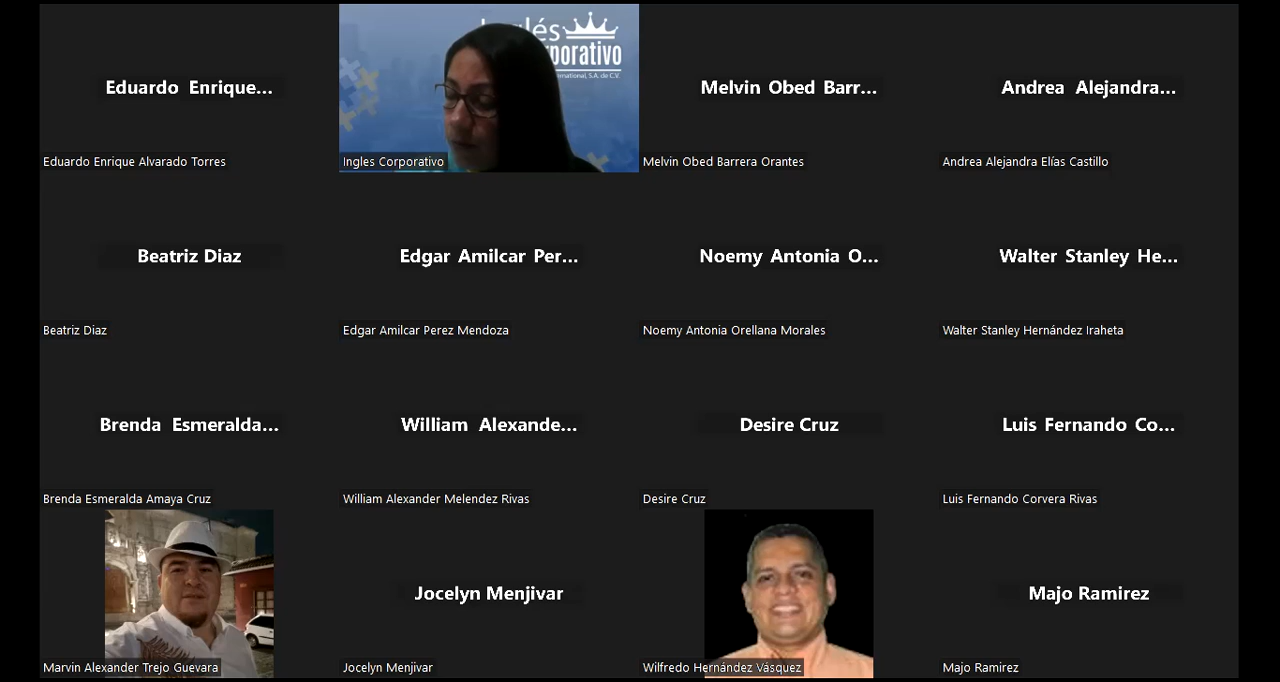 Eduardo Enrique...
Eduardo Enrique Alvarado Torres
Ingles Corporativo
Melvin Obed Barr...
Melvin Obed Barrera Orantes
Andrea Alejandra...
Andrea Alejandra Elías Castillo
Beatriz Diaz
Beatriz Diaz
Edgar Amilcar Per...
Edgar Amilcar Perez Mendoza
Noemy Antonia O...
Noemy Antonia Orellana Morales
Walter Stanley He...
Walter Stanley Hernández Iraheta
Brenda Esmeralda...
Brenda Esmeralda Amaya Cruz
William Alexande...
William Alexander Melendez Rivas
Desire Cruz
Desire Cruz
Luis Fernando Co...
Luis Fernando Corvera Rivas
Marvin Alexander Trejo Guevara
Jocelyn Menjivar
Jocelyn Menjivar
Wilfredo Hernández Vásquez
Majo Ramirez
Majo Ramirez